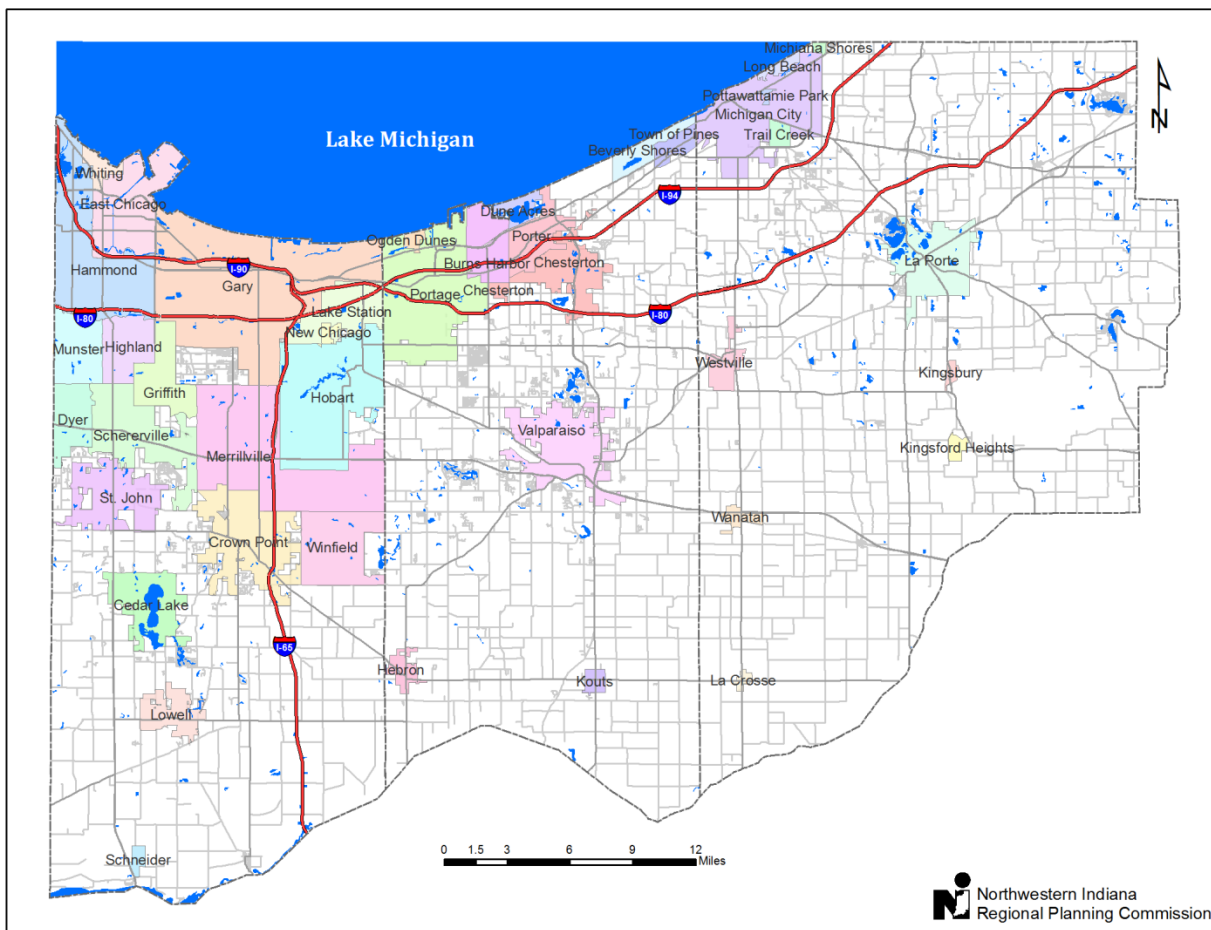 Michiana Shores
Long Beach
Pottawattamie Park
Michigan City
Town of Pines
Trail Creek
Beverly Shores
Lake Michigan
Whiting
East Chicago
I-94
Dune Acres
Ogden Dunes
Porter
Hammond
I-90
Gary
Burns Harbor
Chesterton
La Porte
Portage
Chesterton
Lake Station
I-80
I-80
New Chicago
Munster
Highland
Westville
Kingsbury
Griffith
Hobart
Dyer
Schererville
Valparaiso
Merrillville
Kingsford Heights
St. John
Wanatah
Crown Point
Winfield
Cedar Lake
I-65
Hebron
Kouts
La Crosse
Lowell
Schneider
0 1.5 3 6 9 12
Miles
N
Northwestern Indiana
Regional Planning Commission
N